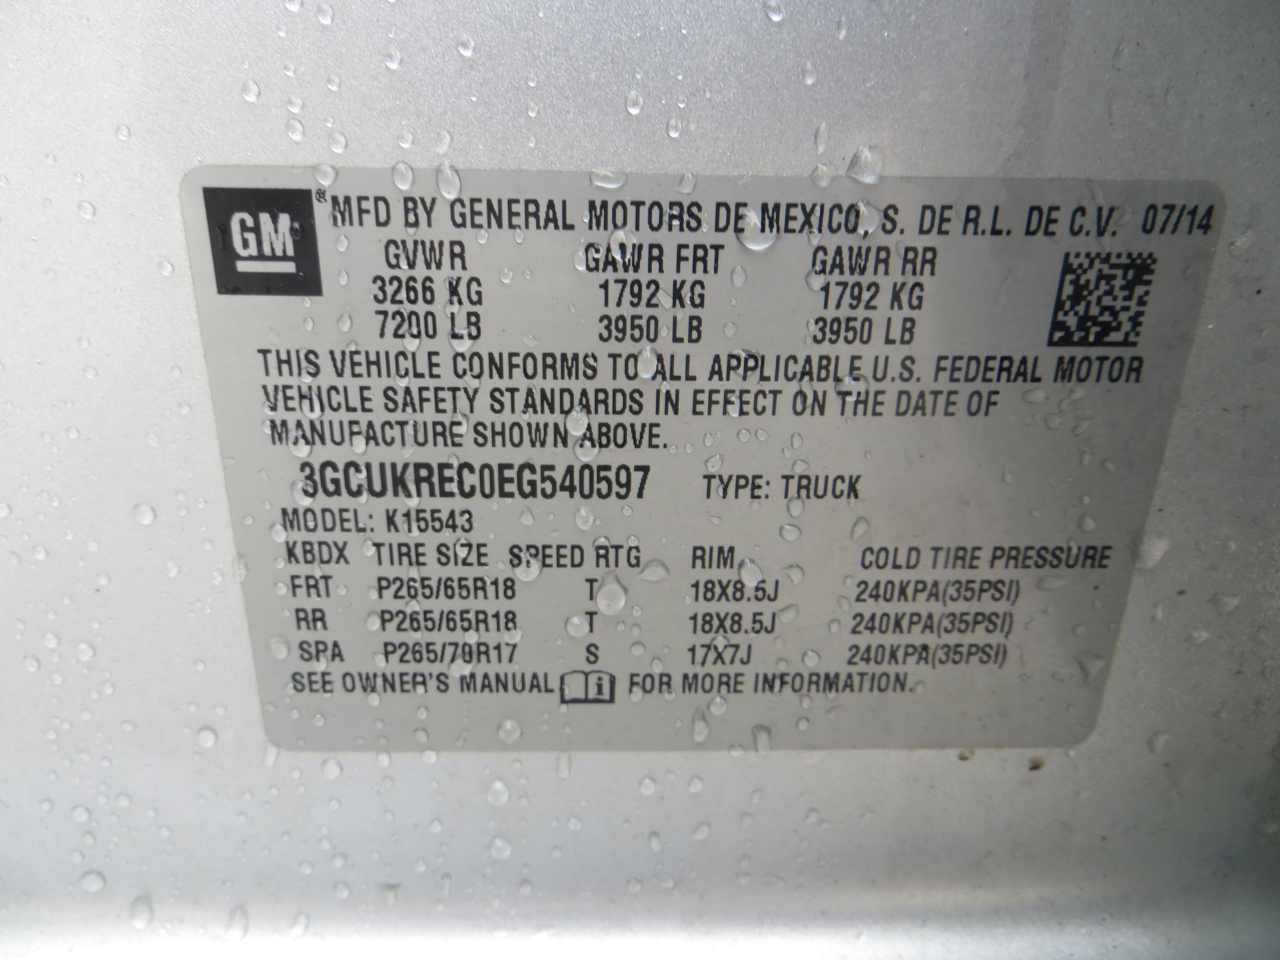 GM
® MFD BY GENERAL MOTORS DE MEXICO, S. DE R.L. DE C.V. 07/14
GVWR GAWR FRT GAWR RR
3266 KG 1792 KG 1792 KG
7200 LB 3950 LB 3950 LB
THIS VEHICLE CONFORMS TO ALL APPLICABLE U.S. FEDERAL MOTOR
VEHICLE SAFETY STANDARDS IN EFFECT ON THE DATE OF
MANUFACTURE SHOWN ABOVE.
3GCUKREC0EG540597 TYPE: TRUCK
MODEL: K15543
KBDX TIRE SIZE SPEED RTG RIM COLD TIRE PRESSURE
FRT P265/65R18 T 18X8.5J 240KPA(35PSI)
RR P265/65R18 T 18X8.5J 240KPA(35PSI)
SPA P265/70R17 S 17X7J 240KPA(35PSI)
SEE OWNER'S MANUAL i FOR MORE INFORMATION.